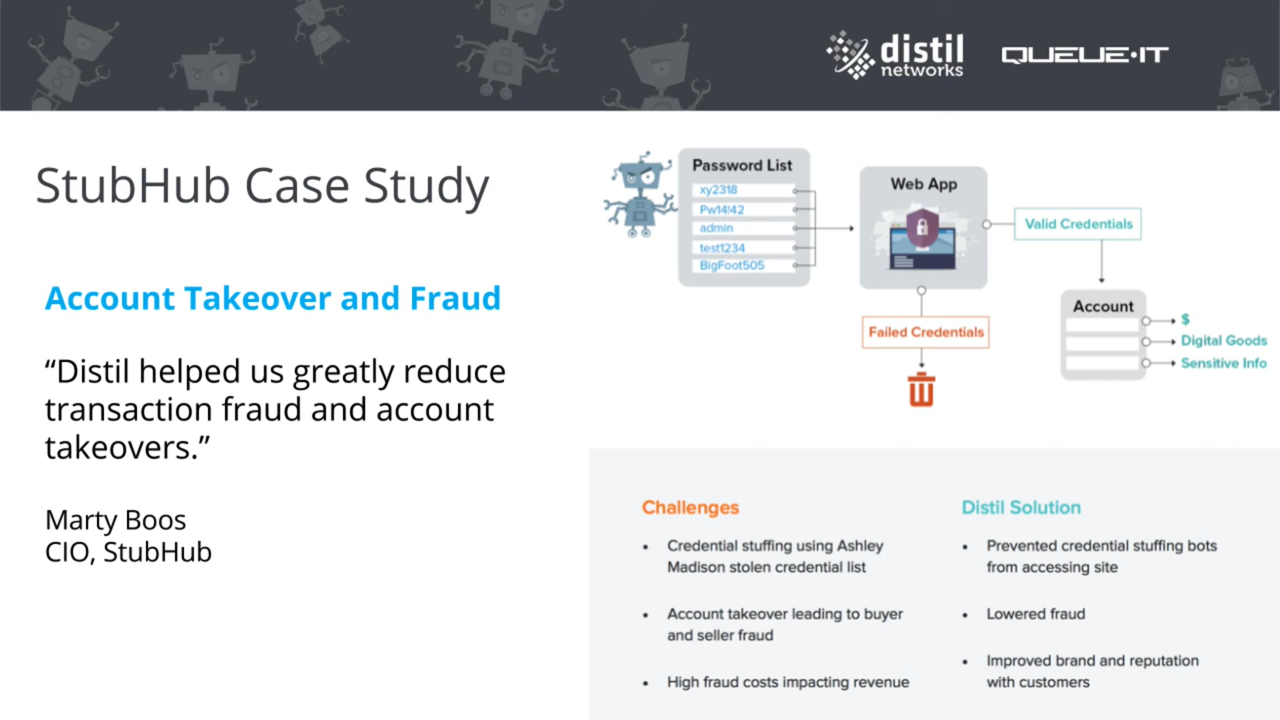 distil
networks
QUEUE-IT
StubHub Case Study
Account Takeover and Fraud
“Distil helped us greatly reduce
transaction fraud and account
takeovers.”
Marty Boos
CIO, StubHub
Password List
xy2318
Pw14!42
admin
test1234
BigFoot505
Web App
Valid Credentials
Failed Credentials
Account
$
Digital Goods
Sensitive Info
Challenges
• Credential stuffing using Ashley
Madison stolen credential list
• Account takeover leading to buyer
and seller fraud
• High fraud costs impacting revenue
Distil Solution
• Prevented credential stuffing bots
from accessing site
• Lowered fraud
• Improved brand and reputation
with customers